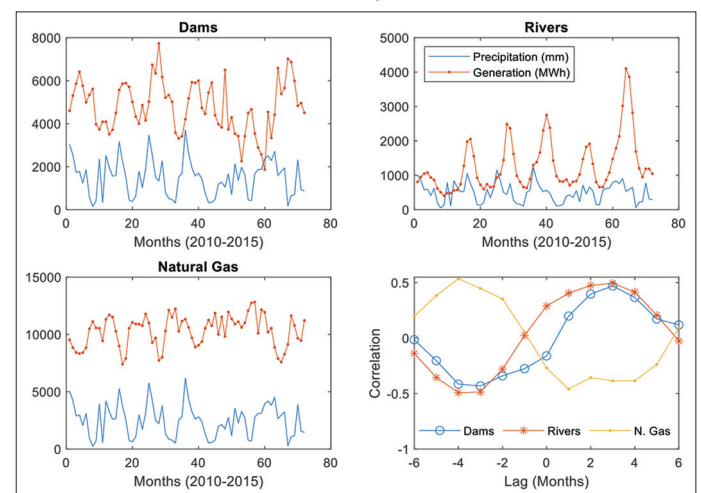 Dams
8000
6000
4000
2000
0
0 20 40 60 80
Months (2010-2015)
Rivers
Precipitation (mm)
Generation (MWh)
5000
4000
3000
2000
1000
0
0 20 40 60 80
Months (2010-2015)
Natural Gas
15000
10000
5000
0
0 20 40 60 80
Months (2010-2015)
Correlation
0.5
0
-0.5
-1
Dams Rivers N. Gas
-6 -4 -2 0 2 4 6
Lag (Months)